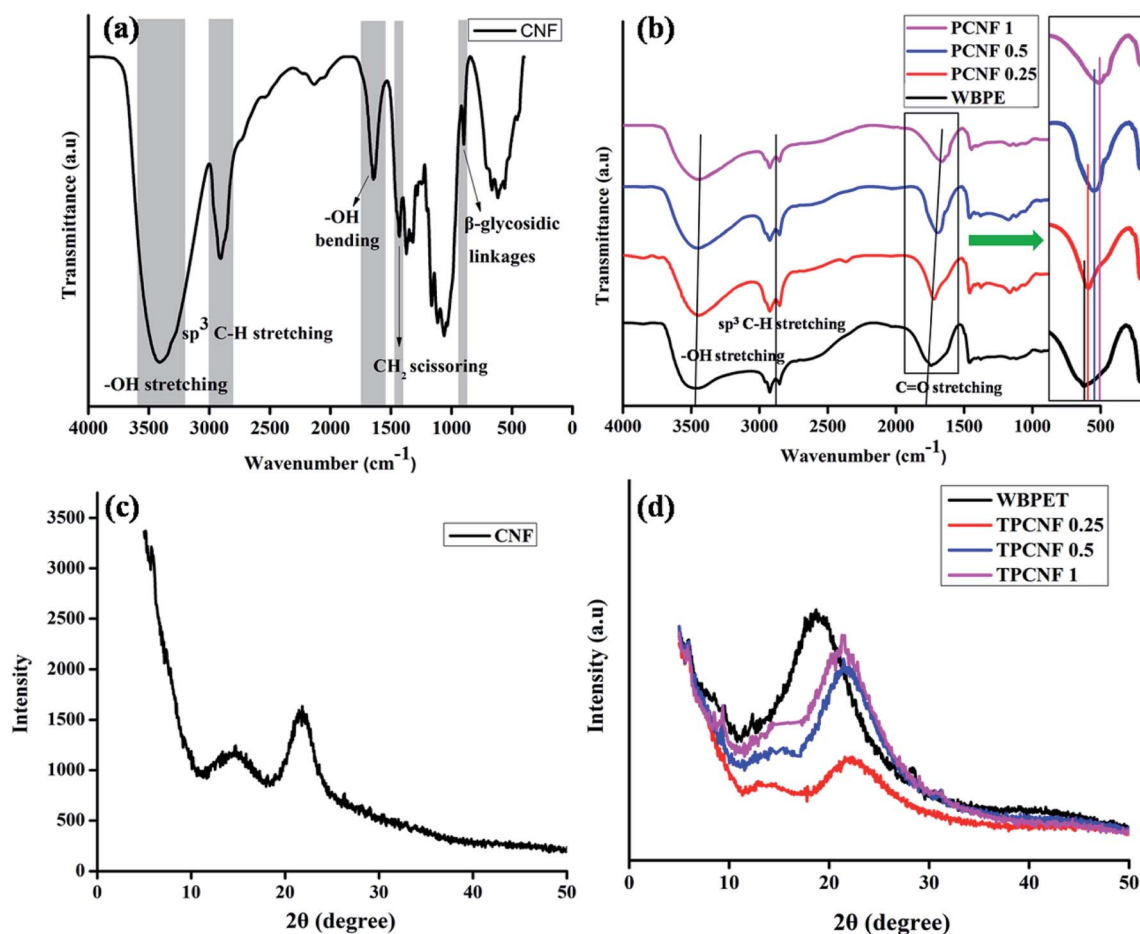 (a)
CNF
Transmittance (a.u)
-OH stretching
sp3 C-H stretching
-OH
bending
CH2 scissoring
β-glycosidic
linkages
4000 3500 3000 2500 2000 1500 1000 500 0
Wavenumber (cm-1)
(b)
PCNF 1
PCNF 0.5
PCNF 0.25
WBPE
Transmittance (a.u)
sp3 C-H stretching
-OH stretching
C=O stretching
4000 3500 3000 2500 2000 1500 1000 500
Wavenumber (cm-1)
(c)
CNF
Intensity
3500
3000
2500
2000
1500
1000
500
0
0 10 20 30 40 50
2θ (degree)
(d)
WBPET
TPCNF 0.25
TPCNF 0.5
TPCNF 1
Intensity (a.u)
0 10 20 30 40 50
2θ (degree)